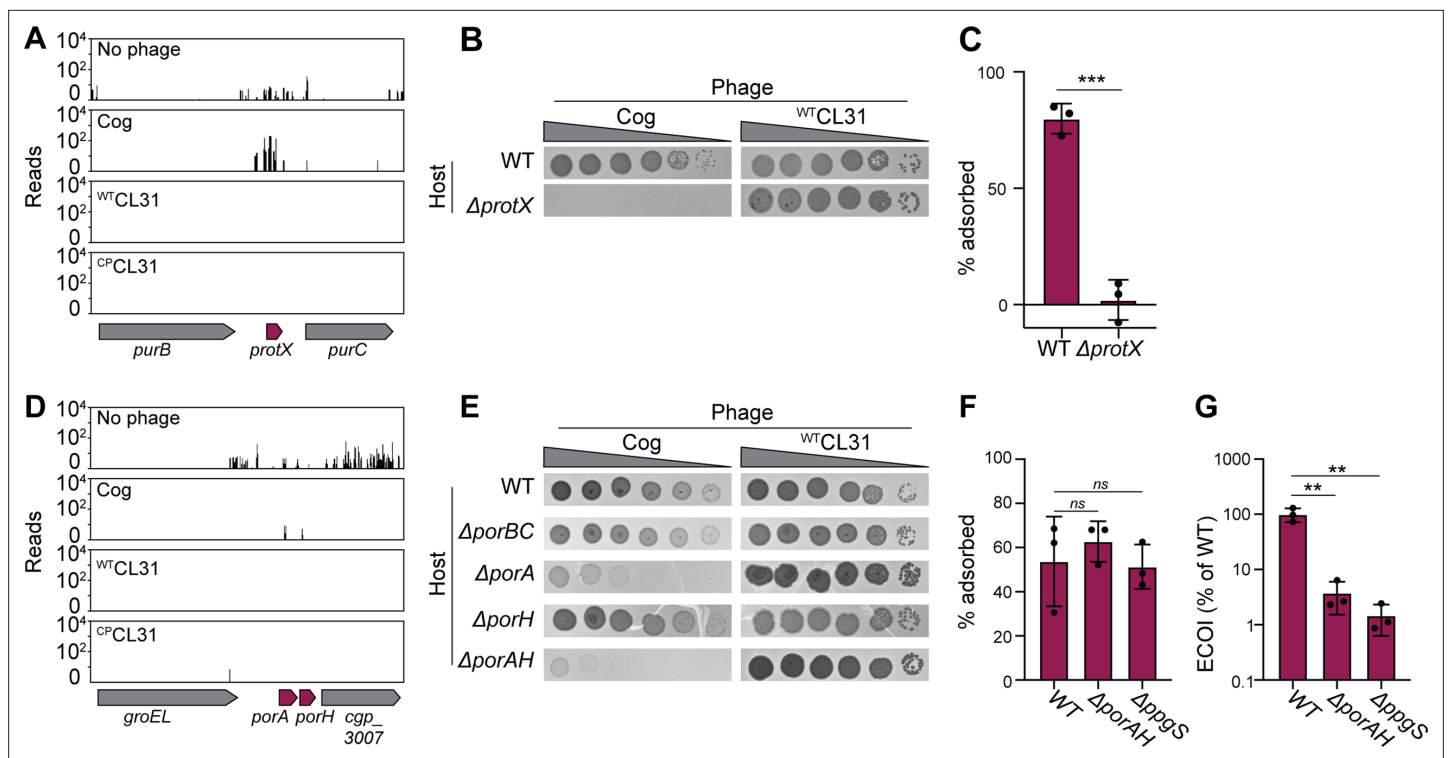 A
Reads
10⁴
10²
0
No phage
10⁴
10²
0
Cog
10⁴
10²
0
ᵂᵀCL31
10⁴
10²
0
ᶜᴾCL31
purB
protX
purC
B
Phage
Cog
ᵂᵀCL31
Host
WT
ΔprotX
C
% adsorbed
100
50
0
***
WT ΔprotX
D
Reads
10⁴
10²
0
No phage
10⁴
10²
0
Cog
10⁴
10²
0
ᵂᵀCL31
10⁴
10²
0
ᶜᴾCL31
groEL
porA
porH
cgp_
3007
E
Phage
Cog
ᵂᵀCL31
Host
WT
ΔporBC
ΔporA
ΔporH
ΔporAH
F
% adsorbed
100
80
60
40
20
0
ns
ns
WT
ΔporAH
ΔppgS
G
ECOI (% of WT)
1000
100
10
1
0.1
**
**
WT
ΔporAH
ΔppgS